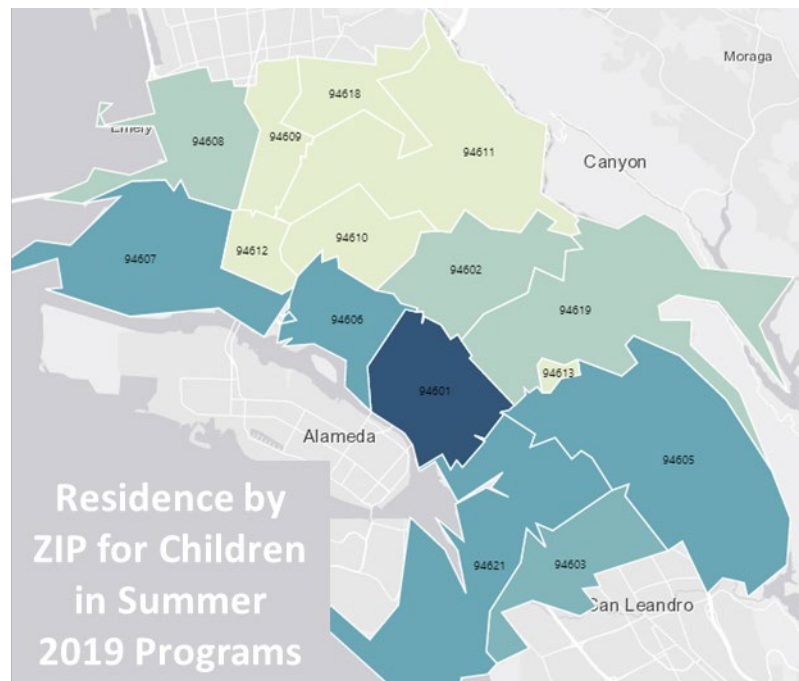 Moraga
94618
Emery
94608
94609
94611
Canyon
94610
94612
94602
94607
94619
94606
94613
94601
Alameda
94605
94621
94603
San Leandro
Residence by
ZIP for Children
in Summer
2019 Programs